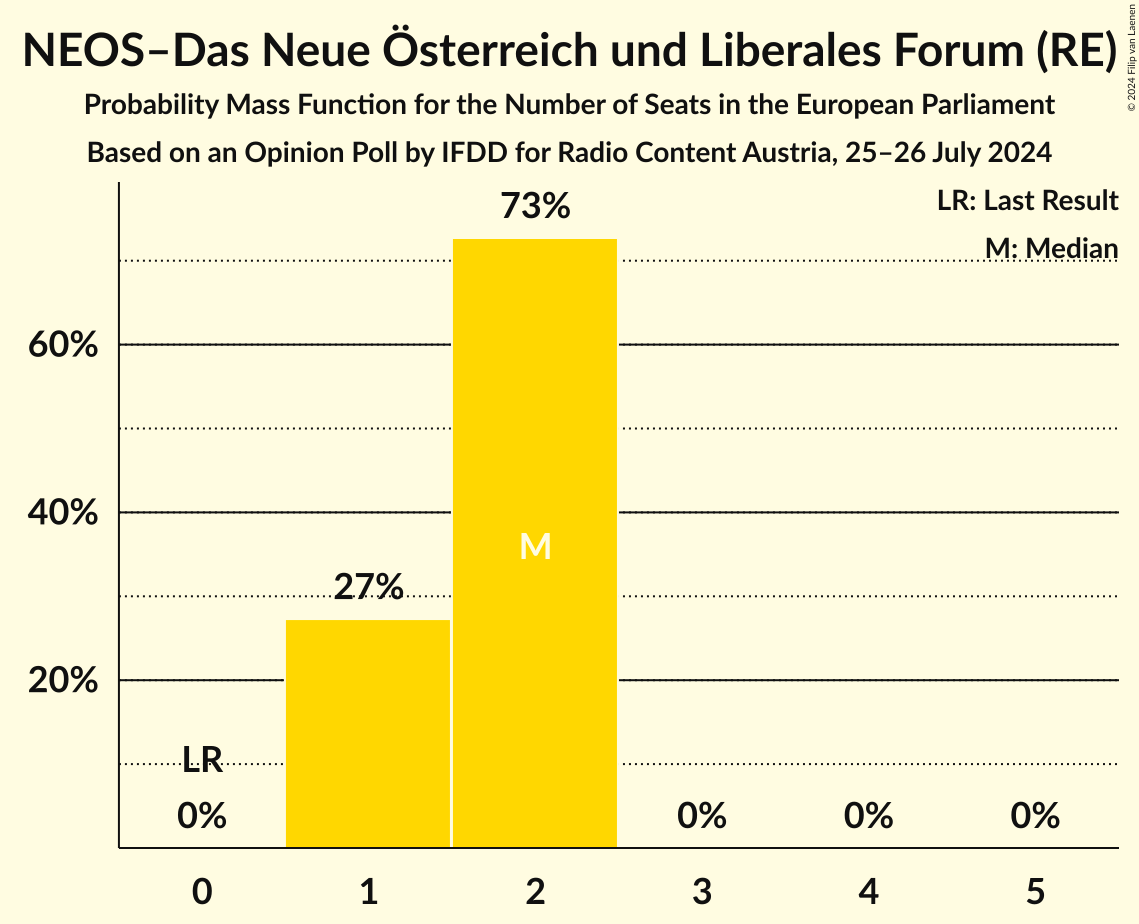 NEOS–Das Neue Österreich und Liberales Forum (RE)
Probability Mass Function for the Number of Seats in the European Parliament
Based on an Opinion Poll by IFDD for Radio Content Austria, 25–26 July 2024
© 2024 Filip van Laenen
LR: Last Result
M: Median
73%
60%
40%
M
27%
20%
LR
0%
0%
0%
0%
0 1 2 3 4 5